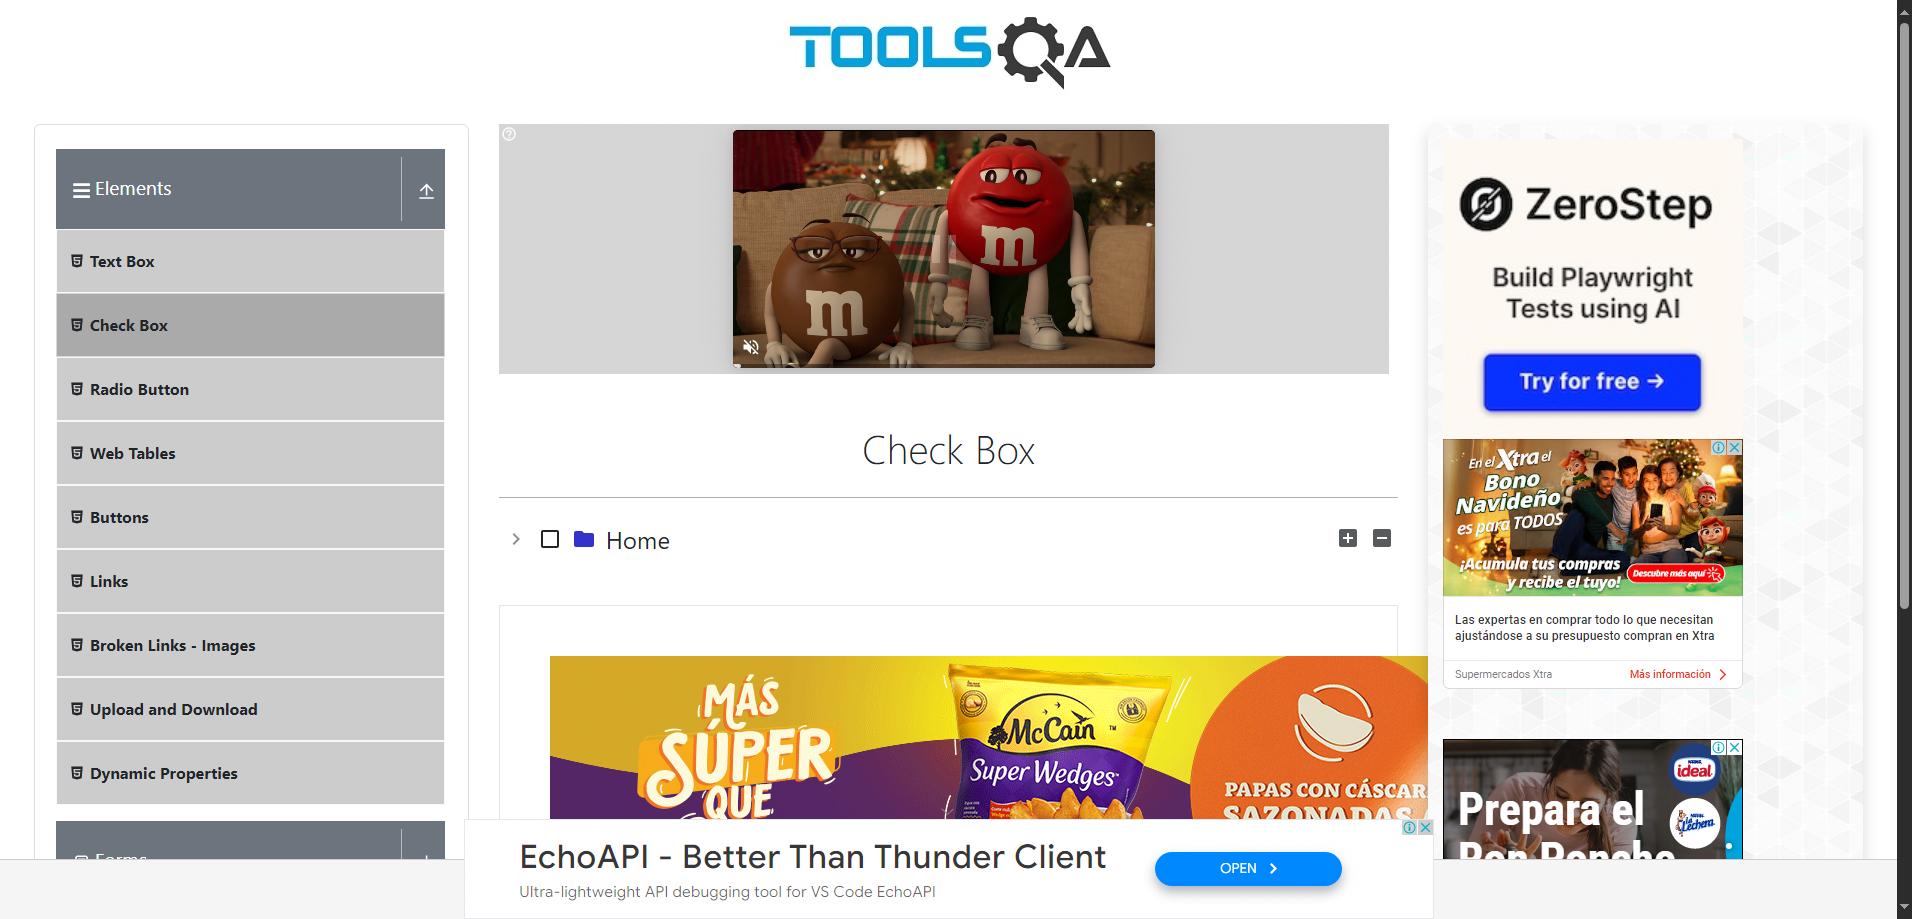 TOOLSQA
Elements
Text Box
Check Box
Radio Button
Web Tables
Buttons
Links
Broken Links - Images
Upload and Download
Dynamic Properties
Forms
m
m
Check Box
Home
MÁS
SÚPER
QUE
McCain
Super Wedges
PAPAS CON CÁSCAR
SAZONADAS
EchoAPI - Better Than Thunder Client
Ultra-lightweight API debugging tool for VS Code EchoAPI
OPEN
ZeroStep
Build Playwright
Tests using AI
Try for free →
En el Xtra el
Bono
Navideño
es para TODOS
¡Acumula tus compras
y recibe el tuyo!
Descubre más aquí
Las expertas en comprar todo lo que necesitan
ajustándose a su presupuesto compran en Xtra
Supermercados Xtra
Más información
ideal
La Lechera
Prepara el
Ron Ponche